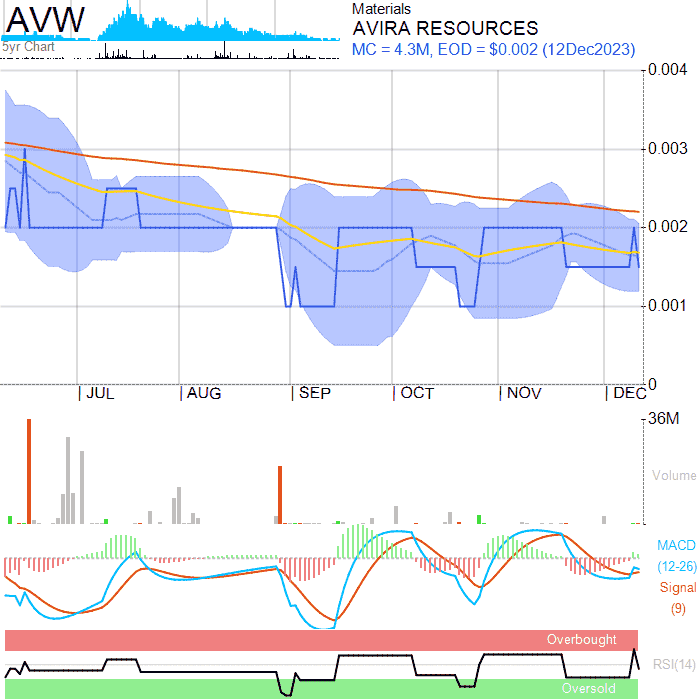 AVW
5yr Chart
Materials
AVIRA RESOURCES
MC = 4.3M, EOD = $0.002 (12Dec2023)
0.004
0.003
0.002
0.001
0
| JUL | AUG | SEP | OCT | NOV | DEC
36M
Volume
MACD
(12-26)
Signal
(9)
Overbought
RSI(14)
Oversold